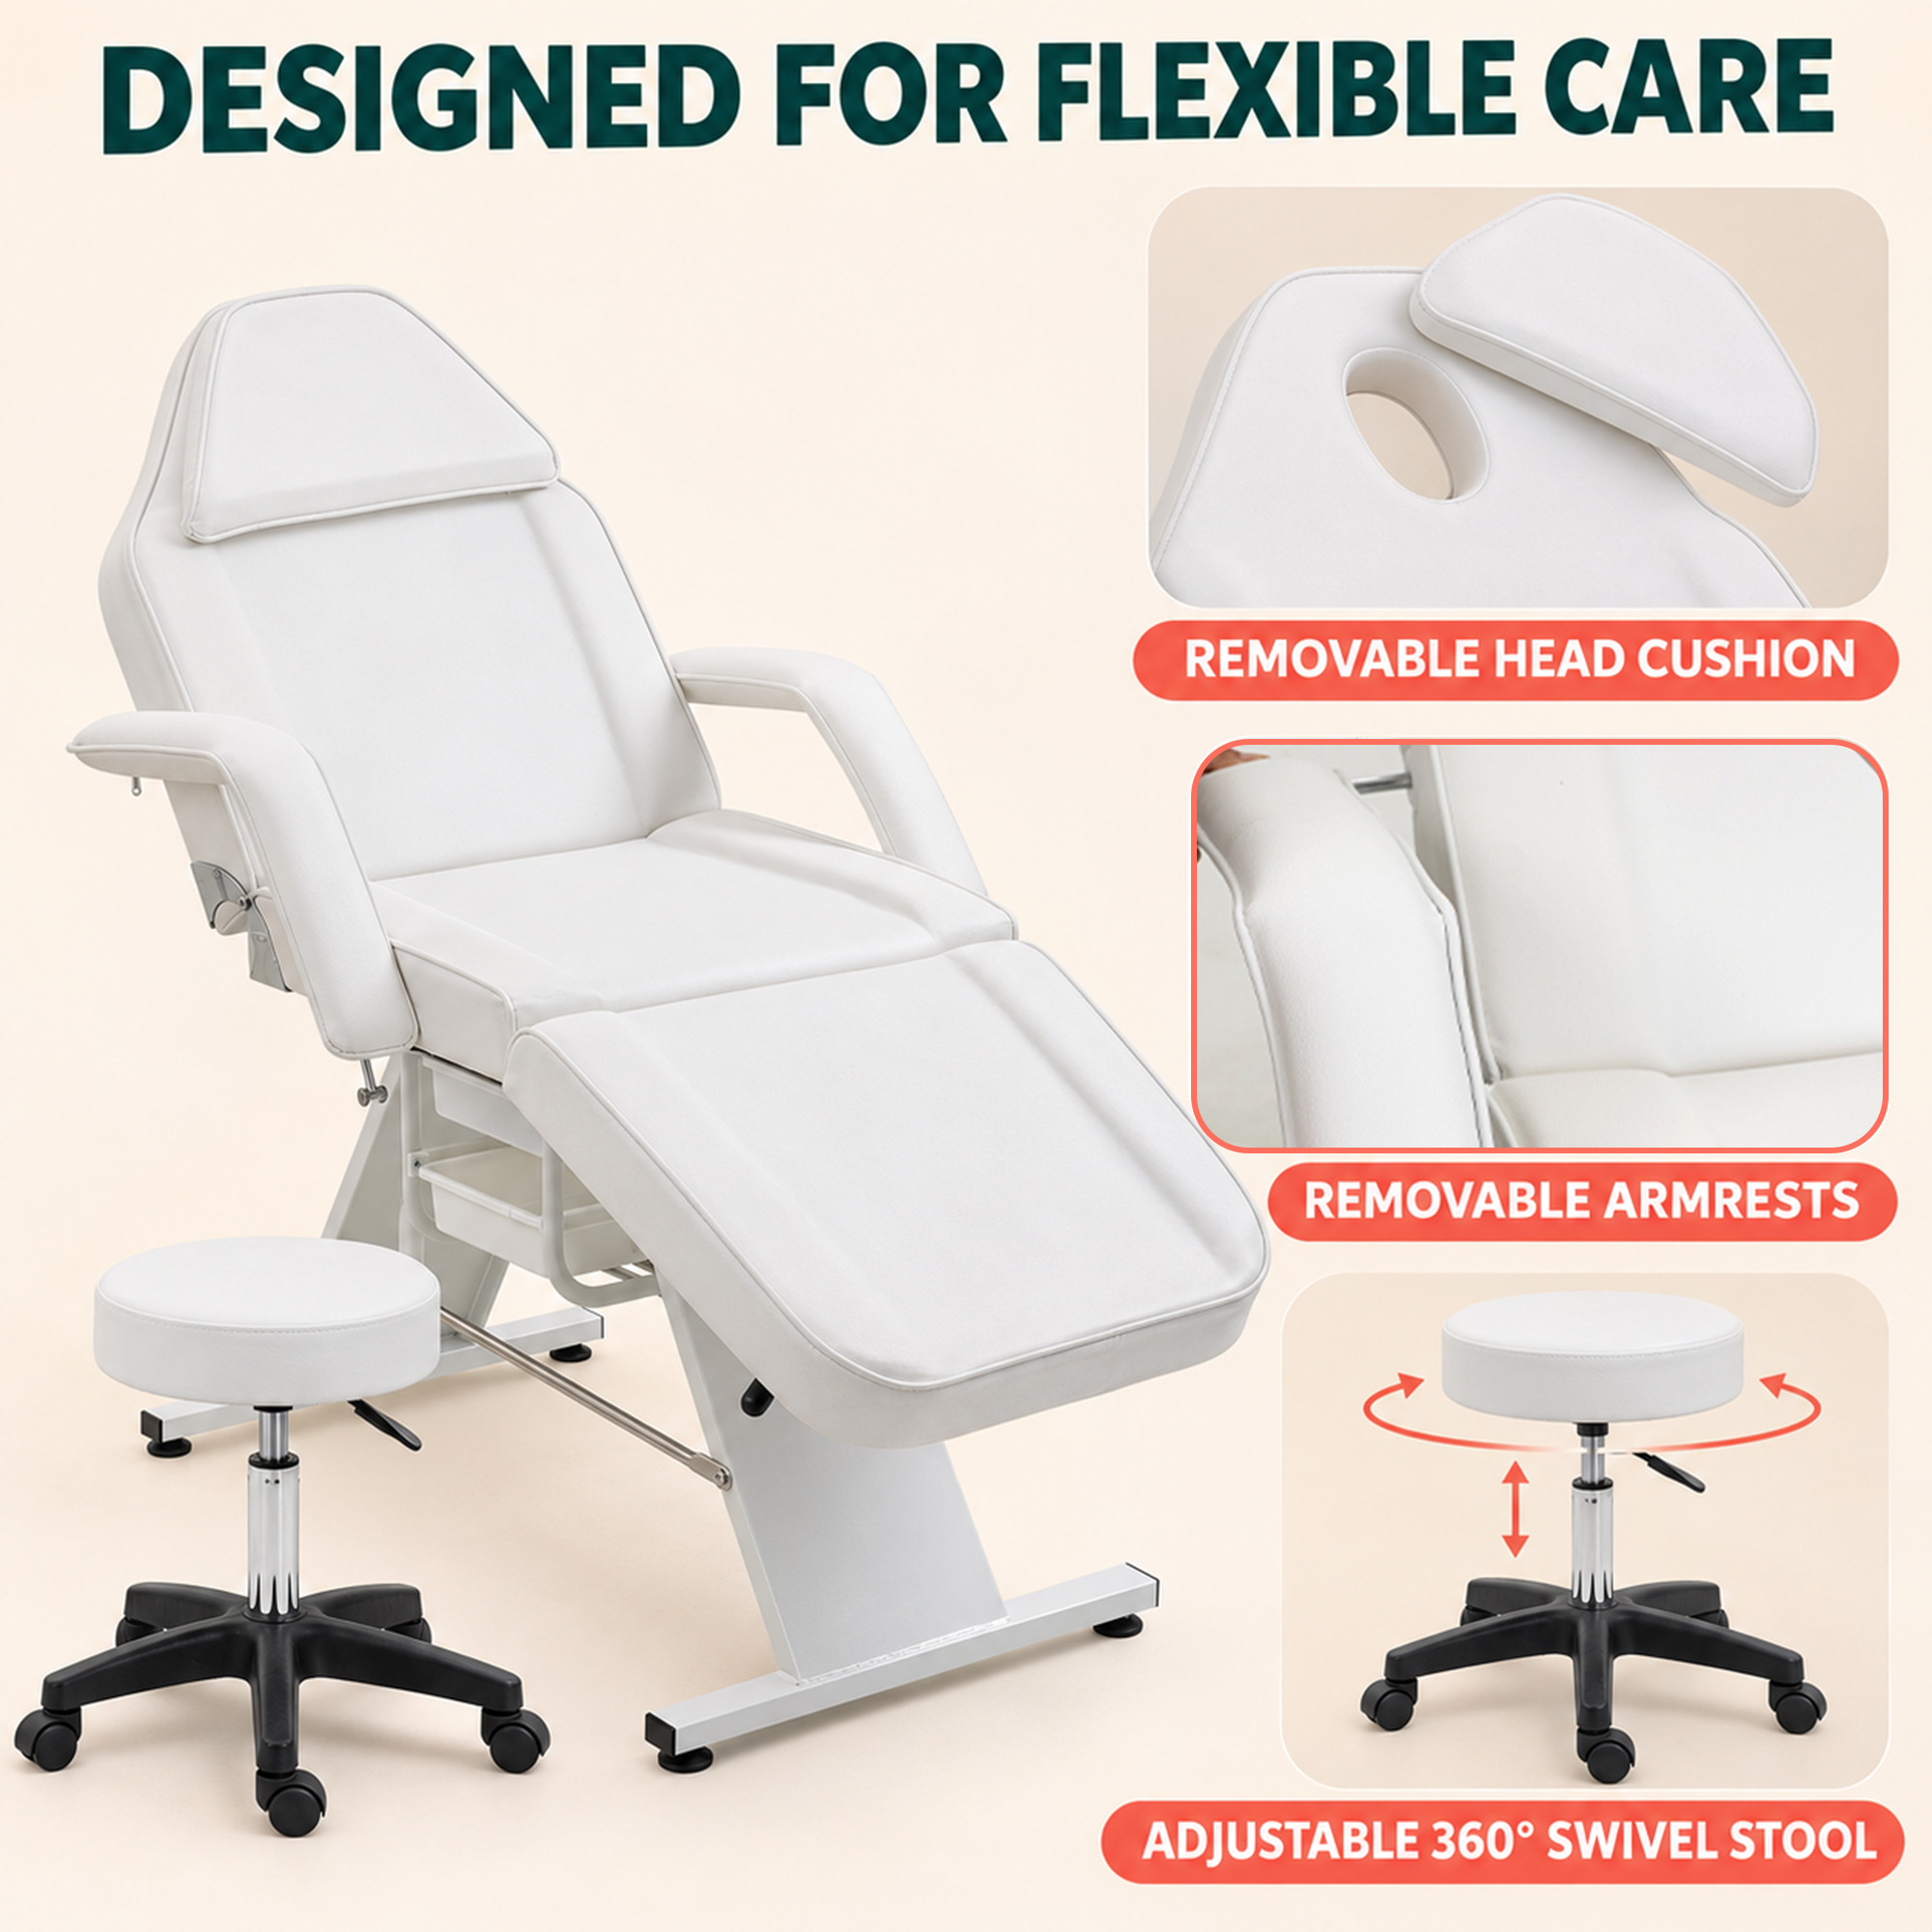 DESIGNED FOR FLEXIBLE CARE
REMOVABLE HEAD CUSHION
REMOVABLE ARMRESTS
ADJUSTABLE 360° SWIVEL STOOL